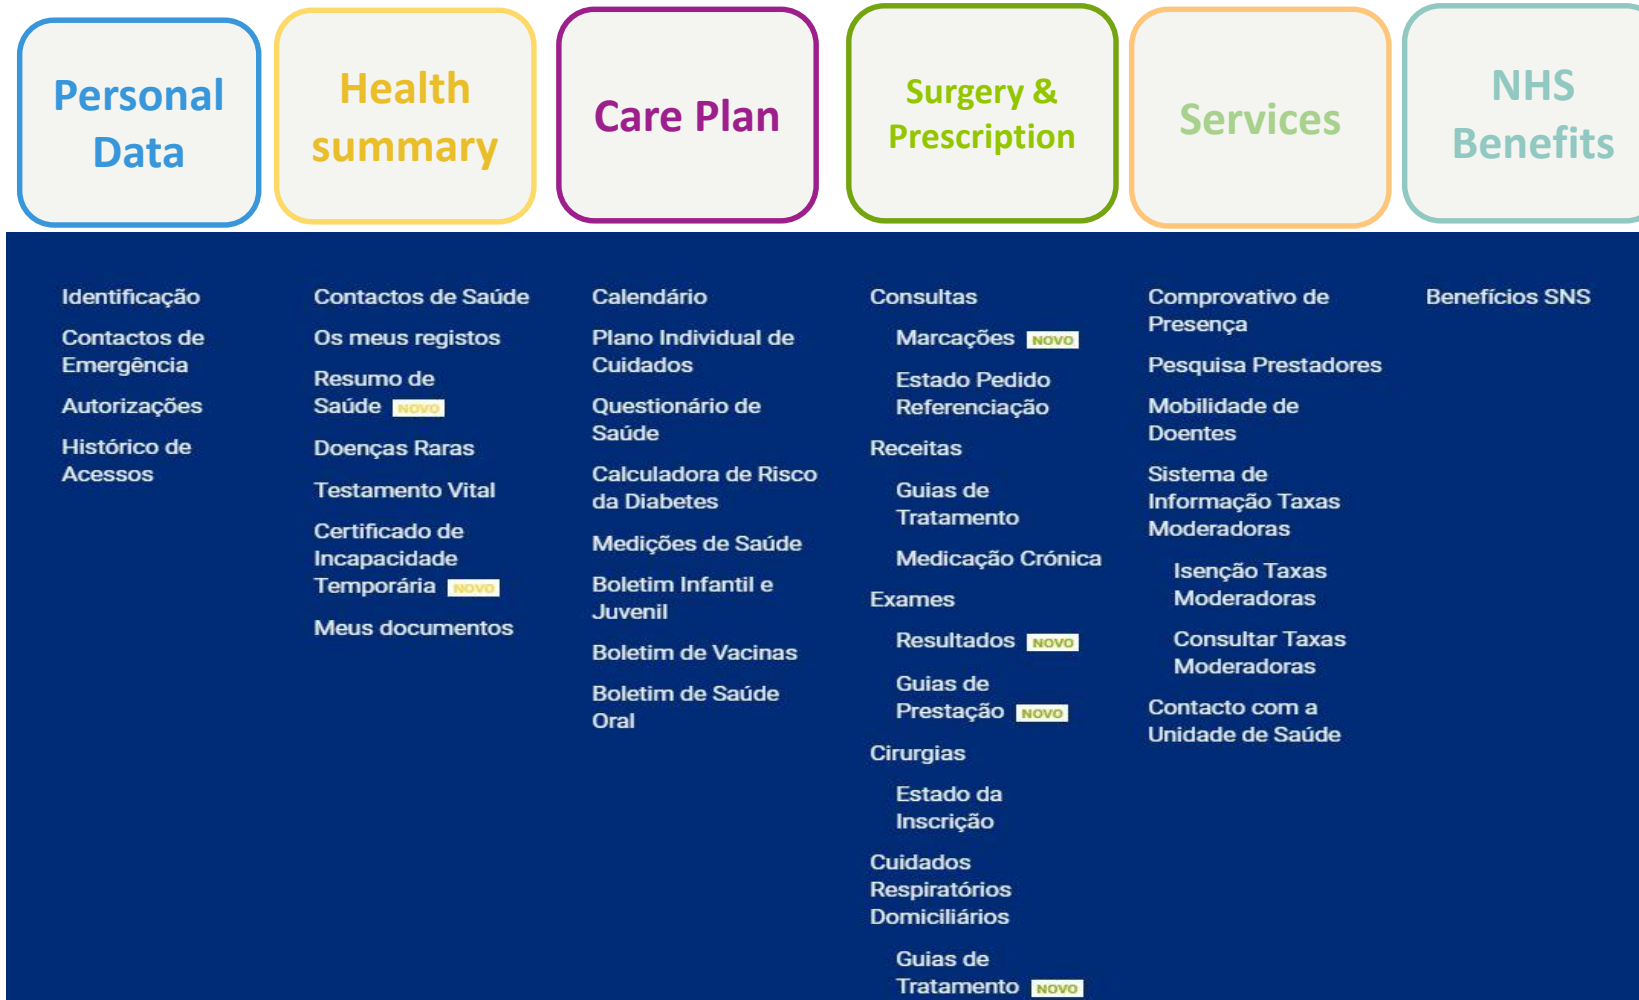 Personal
Data
Health
summary
Care Plan
Surgery &
Prescription
Services
NHS
Benefits
Identificação
Contactos de
Emergência
Autorizações
Histórico de
Acessos
Contactos de Saúde
Os meus registos
Resumo de
Saúde NOVO
Doenças Raras
Testamento Vital
Certificado de
Incapacidade
Temporária NOVO
Meus documentos
Calendário
Plano Individual de
Cuidados
Questionário de
Saúde
Calculadora de Risco
da Diabetes
Medições de Saúde
Boletim Infantil e
Juvenil
Boletim de Vacinas
Boletim de Saúde
Oral
Consultas
Marcações NOVO
Estado Pedido
Referenciação
Receitas
Guias de
Tratamento
Medicação Crónica
Exames
Resultados NOVO
Guias de
Prestação NOVO
Cirurgias
Estado da
Inscrição
Cuidados
Respiratórios
Domiciliários
Guias de
Tratamento NOVO
Comprovativo de
Presença
Pesquisa Prestadores
Mobilidade de
Doentes
Sistema de
Informação Taxas
Moderadoras
Isenção Taxas
Moderadoras
Consultar Taxas
Moderadoras
Contacto com a
Unidade de Saúde
Benefícios SNS